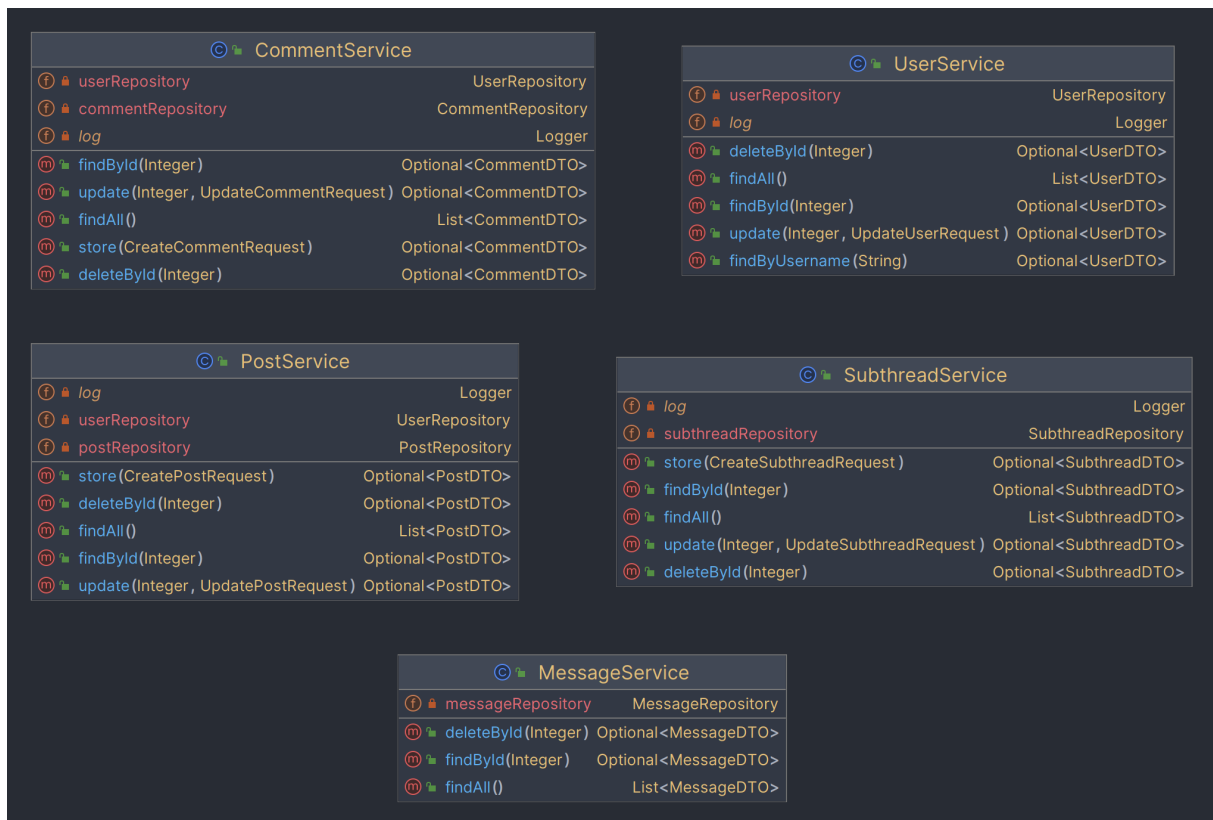 CommentService
userRepository UserRepository
commentRepository CommentRepository
log Logger
findById(Integer) Optional<CommentDTO>
update(Integer, UpdateCommentRequest) Optional<CommentDTO>
findAll() List<CommentDTO>
store(CreateCommentRequest) Optional<CommentDTO>
deleteById(Integer) Optional<CommentDTO>
UserService
userRepository UserRepository
log Logger
deleteById(Integer) Optional<UserDTO>
findAll() List<UserDTO>
findById(Integer) Optional<UserDTO>
update(Integer, UpdateUserRequest) Optional<UserDTO>
findByUsername(String) Optional<UserDTO>
PostService
log Logger
userRepository UserRepository
postRepository PostRepository
store(CreatePostRequest) Optional<PostDTO>
deleteById(Integer) Optional<PostDTO>
findAll() List<PostDTO>
findById(Integer) Optional<PostDTO>
update(Integer, UpdatePostRequest) Optional<PostDTO>
SubthreadService
log Logger
subthreadRepository SubthreadRepository
store(CreateSubthreadRequest) Optional<SubthreadDTO>
findById(Integer) Optional<SubthreadDTO>
findAll() List<SubthreadDTO>
update(Integer, UpdateSubthreadRequest) Optional<SubthreadDTO>
deleteById(Integer) Optional<SubthreadDTO>
MessageService
messageRepository MessageRepository
deleteById(Integer) Optional<MessageDTO>
findById(Integer) Optional<MessageDTO>
findAll() List<MessageDTO>